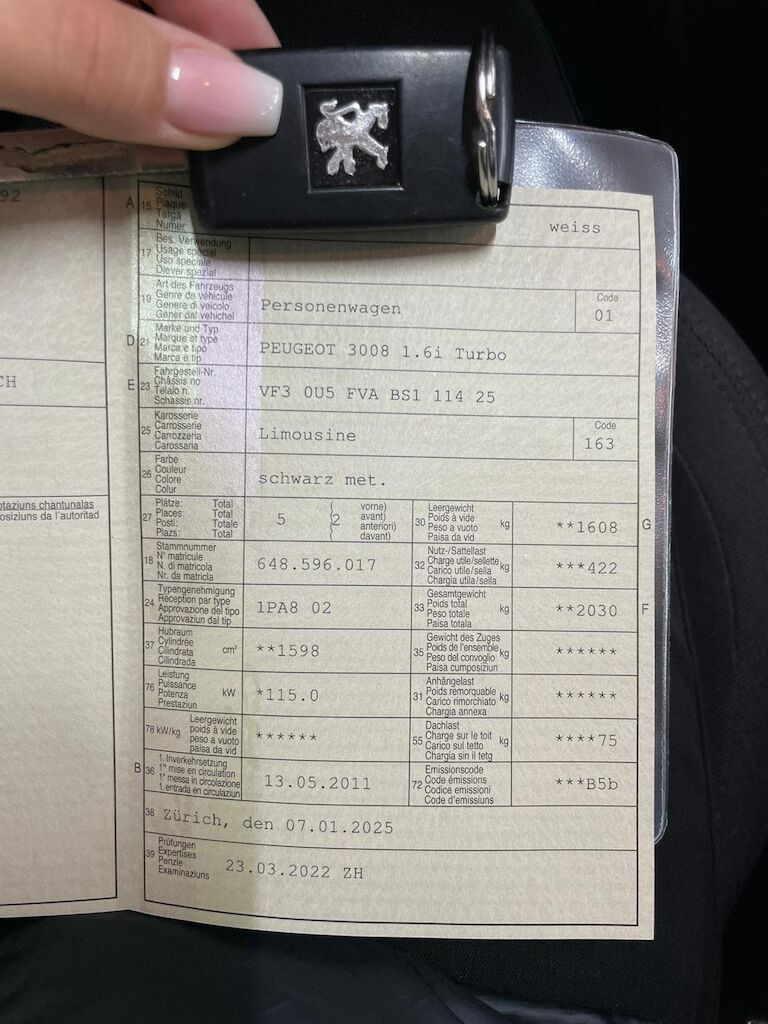 92
CH
otaziuns chantunalas
osiziuns da l'autoritad
A 15 Schild
Plaque
Targa
Numer
weiss
17 Bes. Verwendung
Usage spécial
Uso speciale
Diever spezial
19 Art des Fahrzeugs
Genre de véhicule
Genere di veicolo
Gener dal vehichel
Personenwagen
Code
01
D 21 Marke und Typ
Marque et type
Marca e tipo
Marca e tip
PEUGEOT 3008 1.6i Turbo
E 23 Fahrgestell-Nr.
Châssis no
Telaio n.
Schassis nr.
VF3 0U5 FVA BS1 114 25
25 Karosserie
Carrosserie
Carrozzeria
Carossaria
Limousine
Code
163
26 Farbe
Couleur
Colore
Colur
schwarz met.
27 Plätze: Total
Places: Total
Posti: Totale
Plazs: Total
5 ( 2 vorne)
avant)
anteriori)
davant)
30 Leergewicht
Poids à vide
Peso a vuoto
Paisa da vid
kg **1608 G
18 Stammnummer
N° matricule
N. di matricola
Nr. da matricla
648.596.017
32 Nutz-/Sattellast
Charge utile/sellette
Carico utile/sella
Chargia utila/sella
kg ***422
24 Typengenehmigung
Réception par type
Approvazione del tipo
Approvaziun dal tip
1PA8 02
33 Gesamtgewicht
Poids total
Peso totale
Paisa totala
kg **2030 F
37 Hubraum
Cylindrée
Cilindrata
Cilindrada
cm³ **1598
35 Gewicht des Zuges
Poids de l'ensemble
Peso del convoglio
Paisa cumposiziun
kg ******
76 Leistung
Puissance
Potenza
Prestaziun
kW *115.0
31 Anhängelast
Poids remorquable
Carico rimorchiato
Chargia annexa
kg ******
78 kW/kg Leergewicht
poids à vide
peso a vuoto
paisa da vid
******
55 Dachlast
Charge sur le toit
Carico sul tetto
Chargia sin il tetg
kg ****75
B 36 1. Inverkehrsetzung
1re mise en circulation
1a messa in circolazione
1. entrada en circulaziun
13.05.2011
72 Emissionscode
Code émissions
Codice emissioni
Code d'emissiuns
***B5b
38 Zürich, den 07.01.2025
39 Prüfungen
Expertises
Perizie
Examinaziuns
23.03.2022 ZH